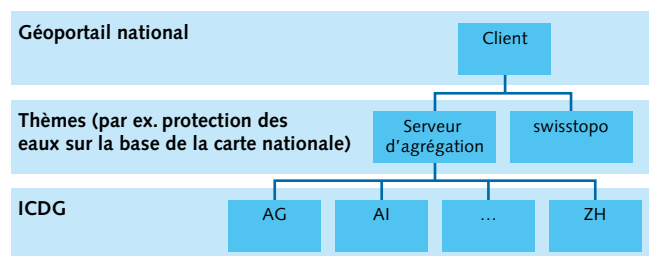 Géoportail national
Client
Thèmes (par ex. protection des
eaux sur la base de la carte nationale)
Serveur
d'agrégation
swisstopo
ICDG
AG
AI
...
ZH